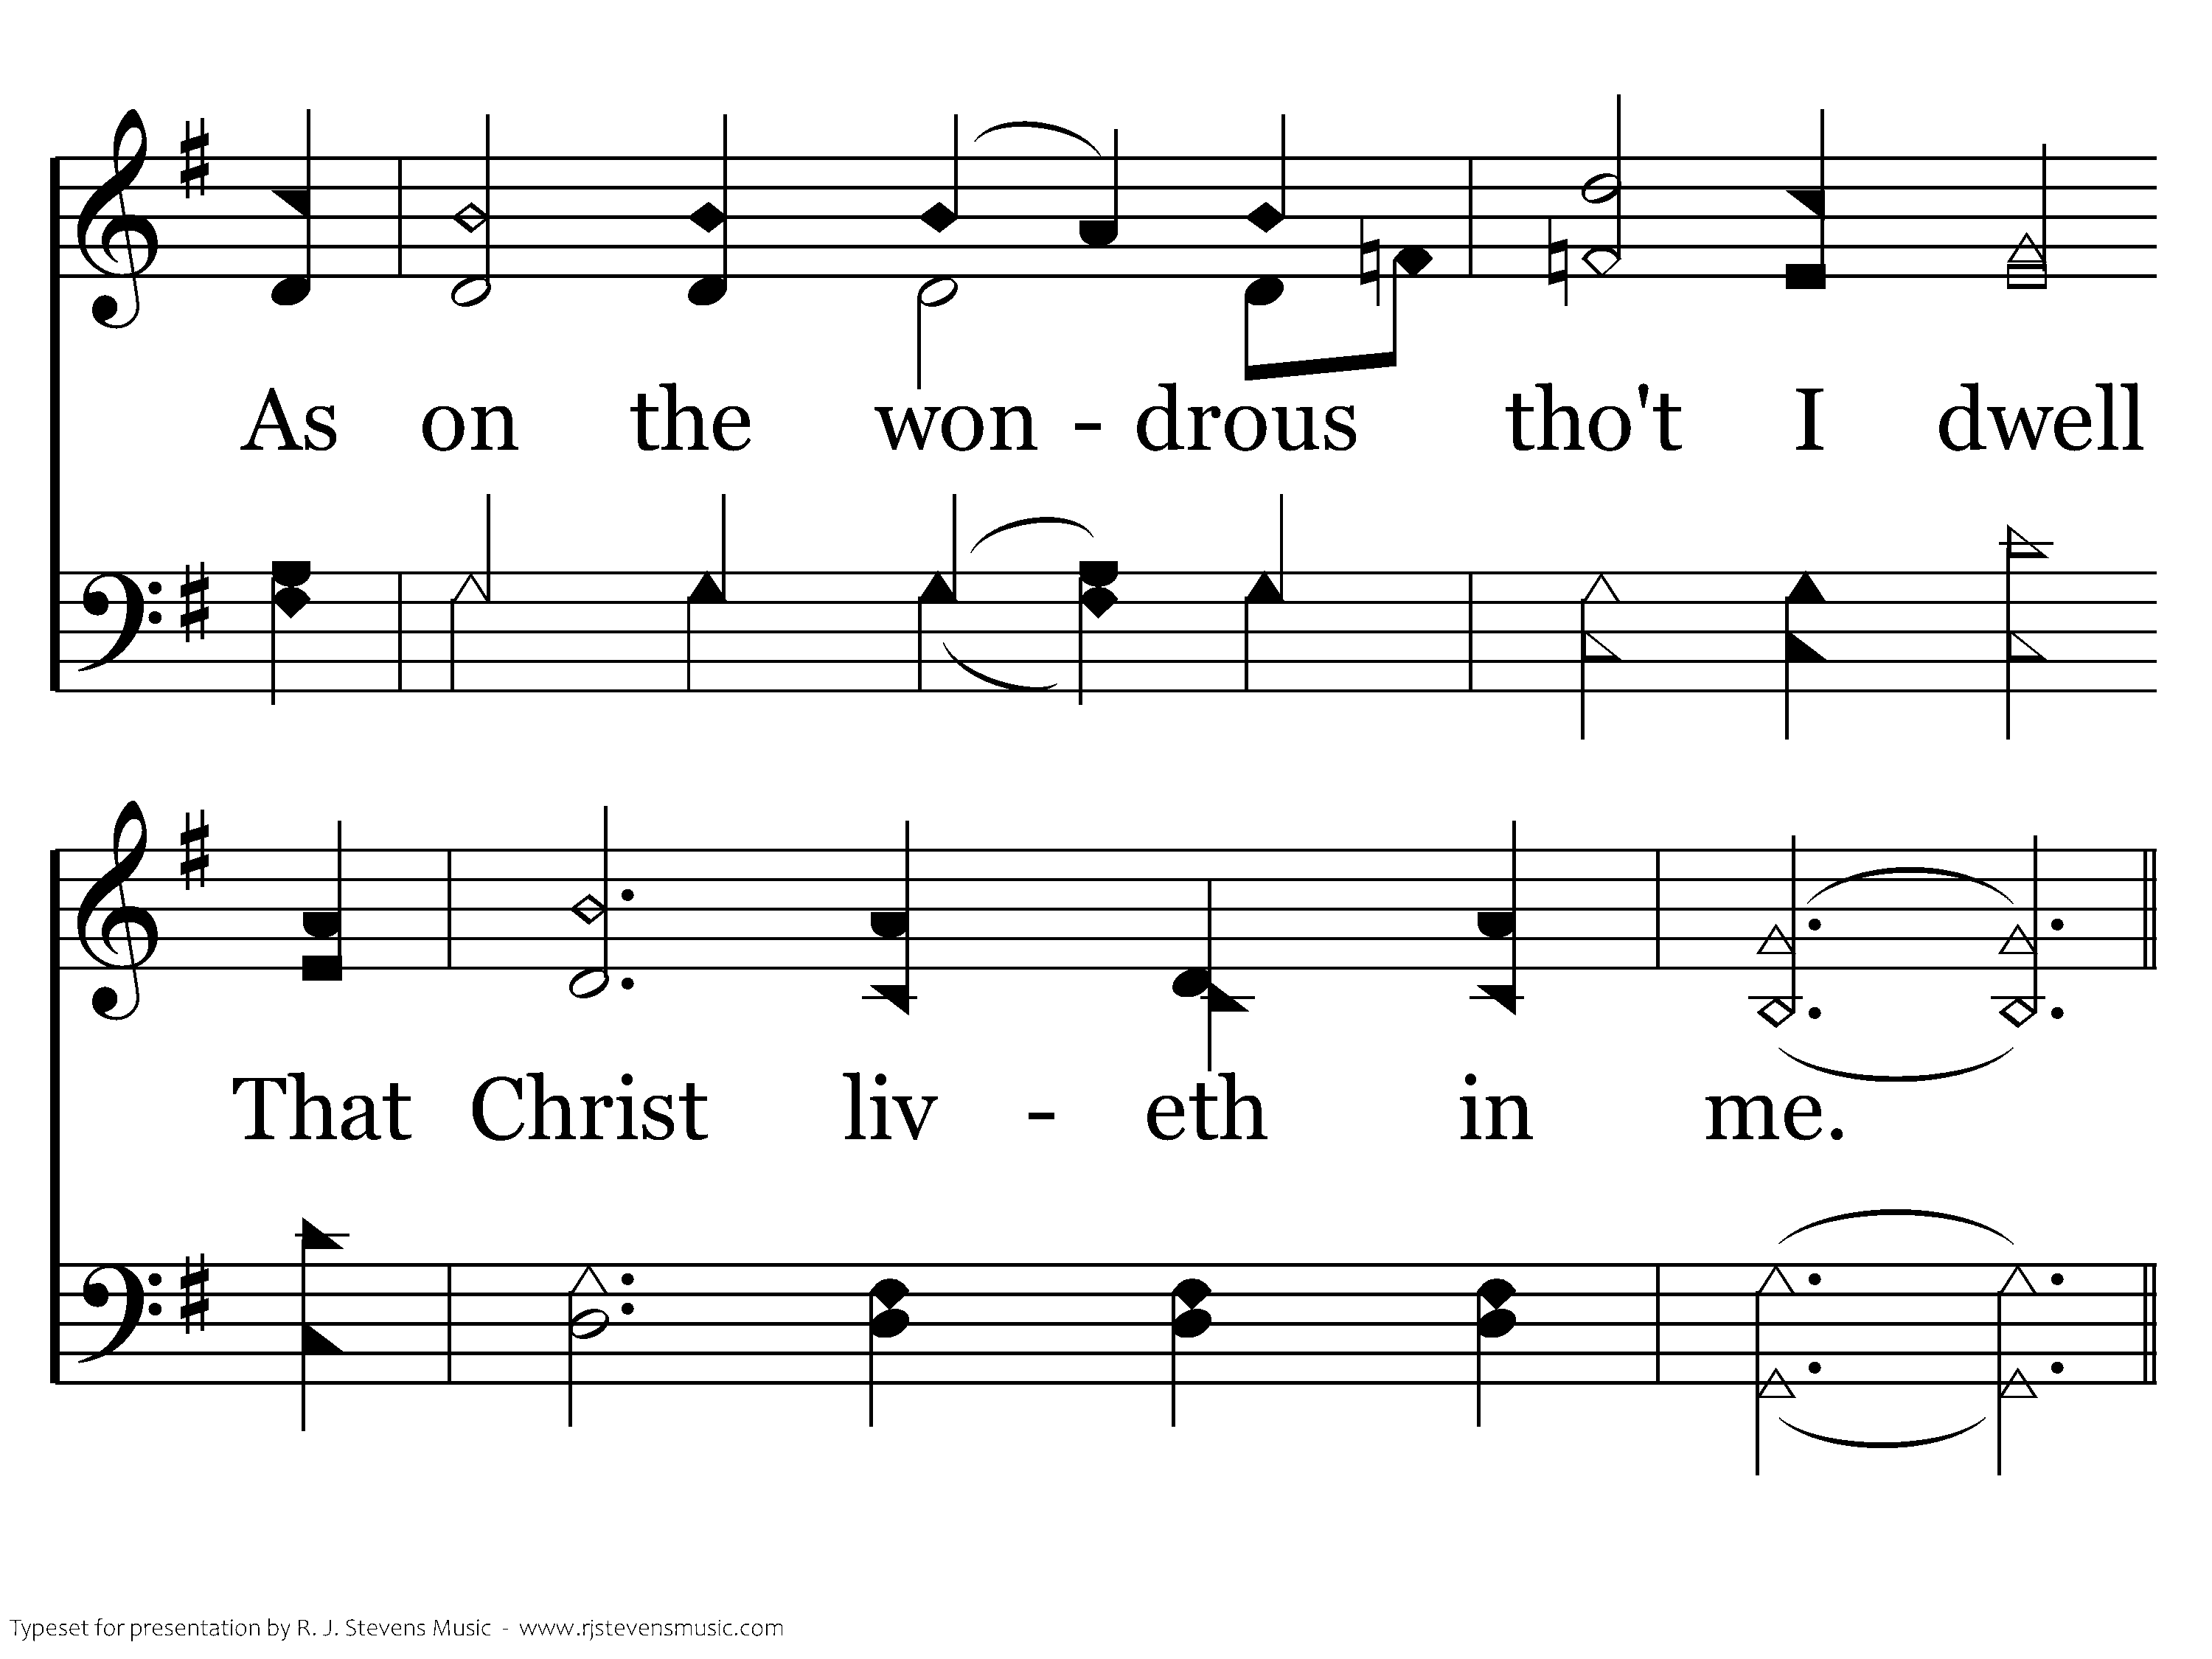 As on the won - drous tho't I dwell
That Christ liv - eth in me.
Typeset for presentation by R. J. Stevens Music - www.rjstevensmusic.com